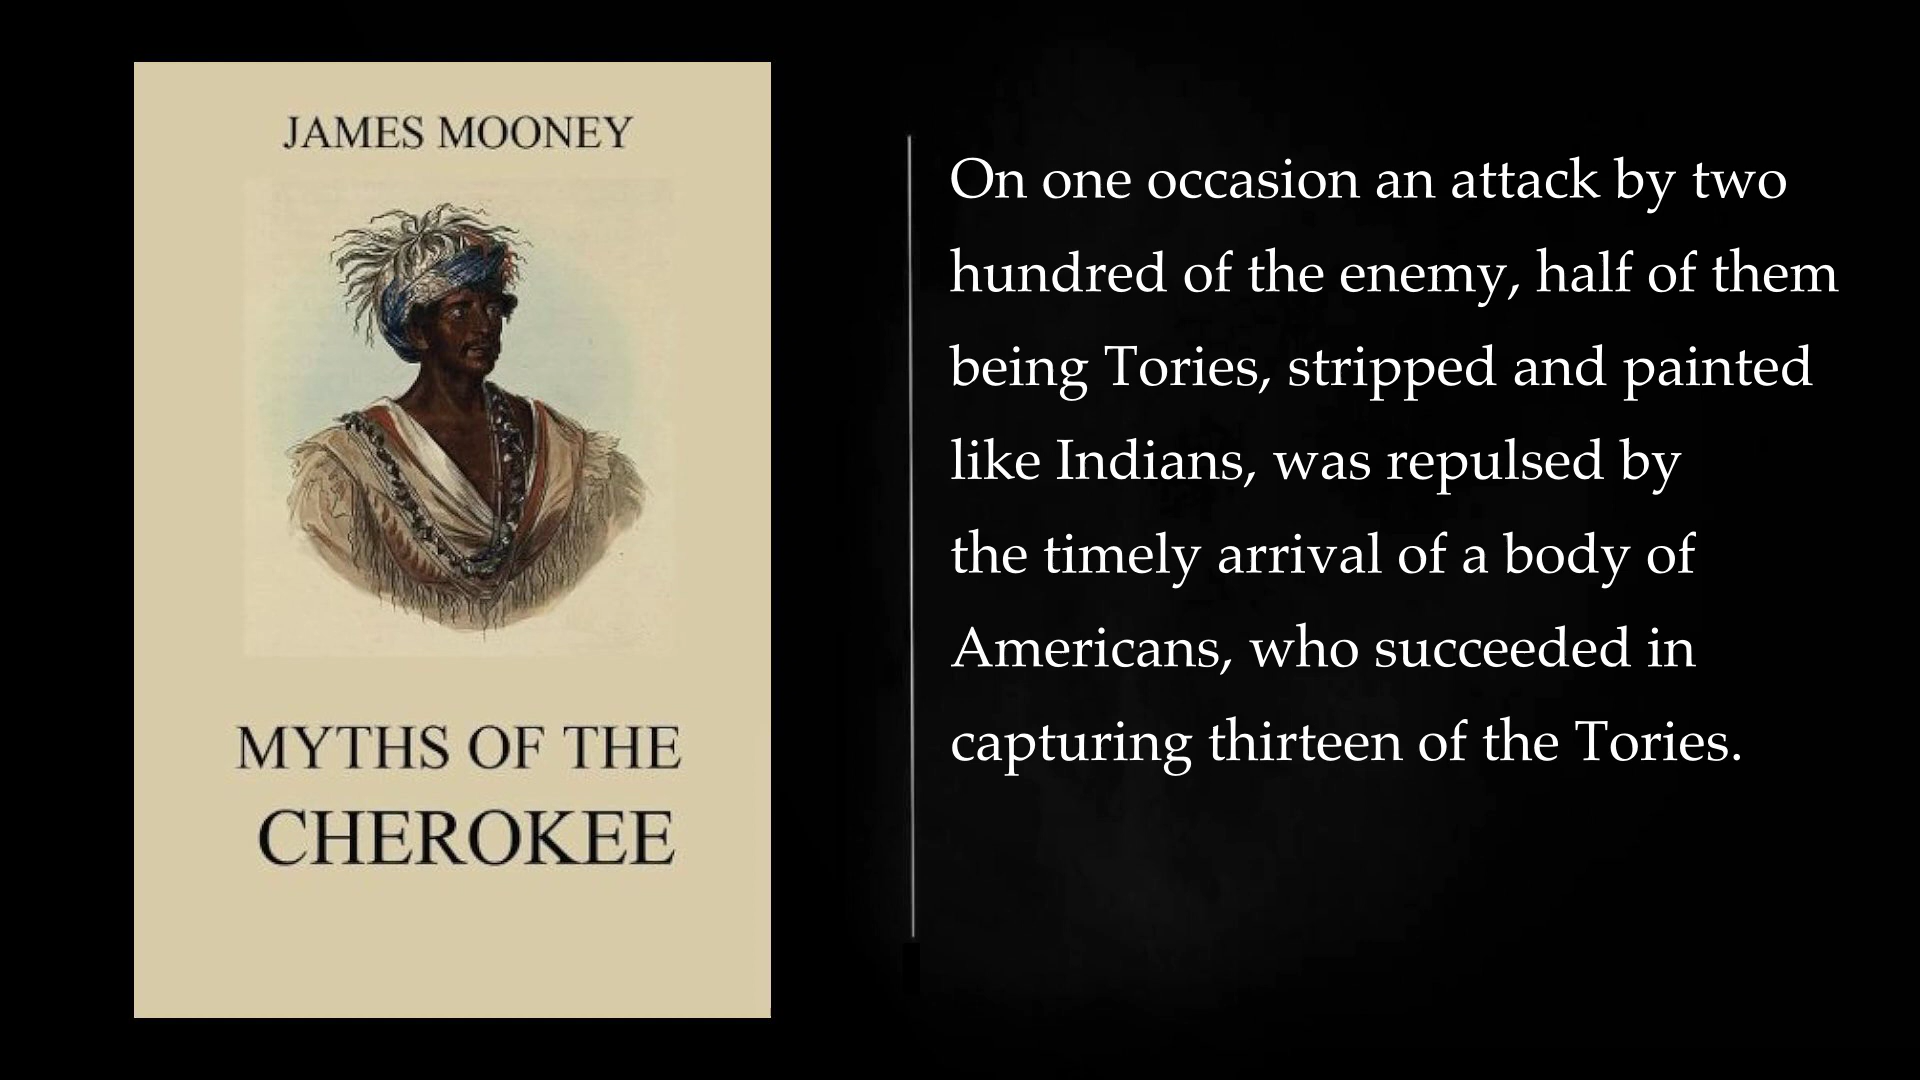 JAMES MOONEY
MYTHS OF THE
CHEROKEE
On one occasion an attack by two
hundred of the enemy, half of them
being Tories, stripped and painted
like Indians, was repulsed by
the timely arrival of a body of
Americans, who succeeded in
capturing thirteen of the Tories.